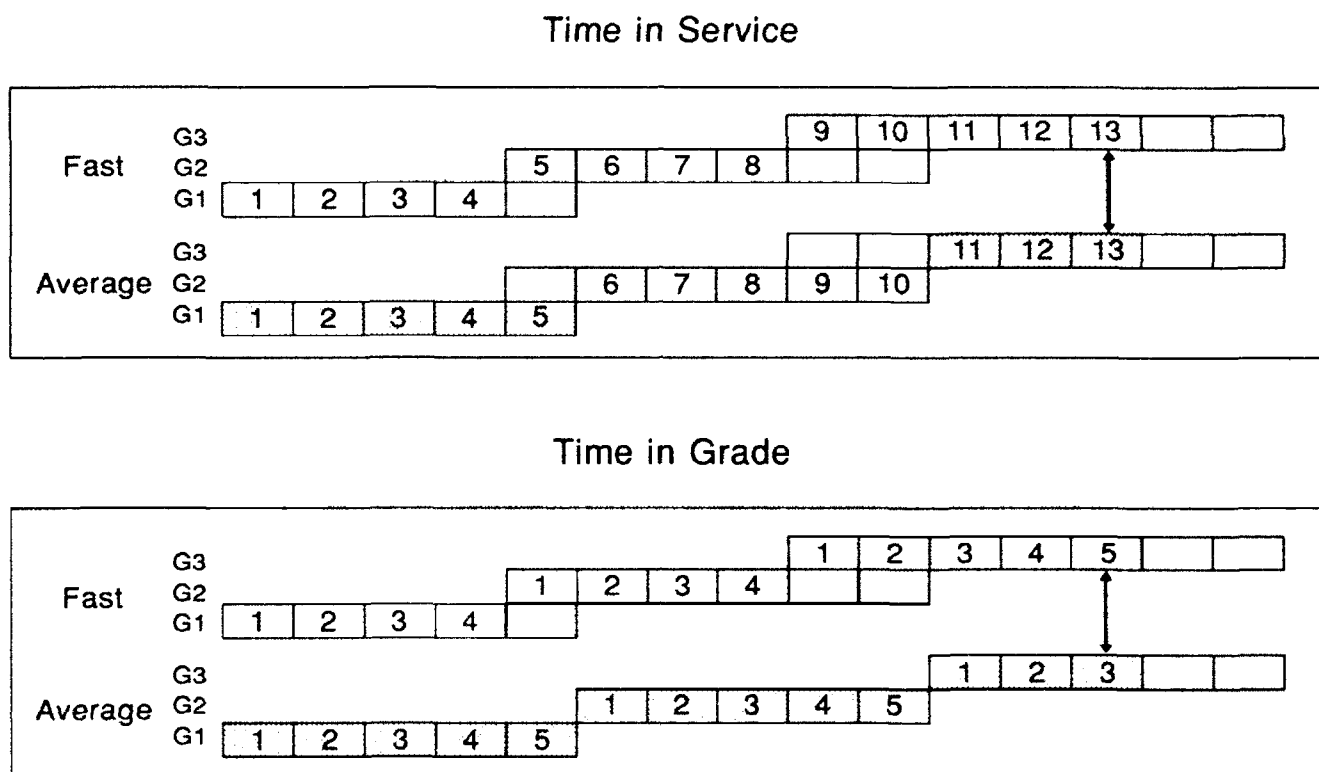 Time in Service
G3 9 10 11 12 13
Fast G2 5 6 7 8
G1 1 2 3 4
G3 11 12 13
Average G2 6 7 8 9 10
G1 1 2 3 4 5
Time in Grade
G3 1 2 3 4 5
Fast G2 1 2 3 4
G1 1 2 3 4
G3 1 2 3
Average G2 1 2 3 4 5
G1 1 2 3 4 5